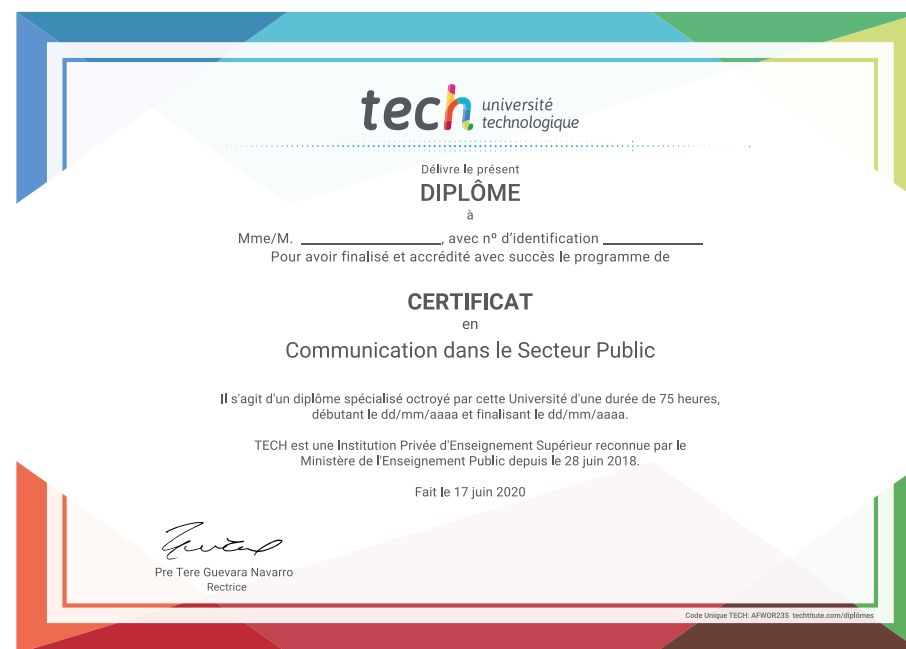 tech université
technologique
Délivre le présent
DIPLÔME
à
Mme/M. ____________________, avec nº d'identification ______________
Pour avoir finalisé et accrédité avec succès le programme de
CERTIFICAT
en
Communication dans le Secteur Public
Il s'agit d'un diplôme spécialisé octroyé par cette Université d'une durée de 75 heures,
débutant le dd/mm/aaaa et finalisant le dd/mm/aaaa.
TECH est une Institution Privée d'Enseignement Supérieur reconnue par le
Ministère de l'Enseignement Public depuis le 28 juin 2018.
Fait le 17 juin 2020
Pre Tere Guevara Navarro
Rectrice
Code Unique TECH: AFWOR23S techtitute.com/diplômes